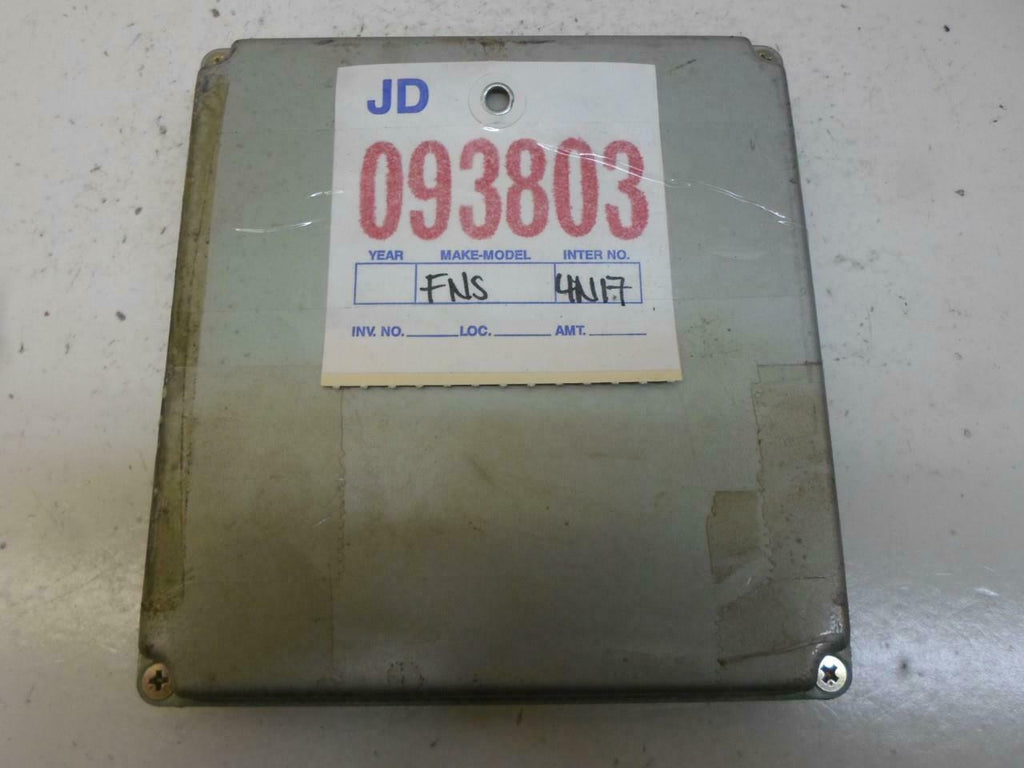 JD
093803
YEAR MAKE-MODEL INTER NO.
FNS 4N17
INV. NO. LOC. AMT.